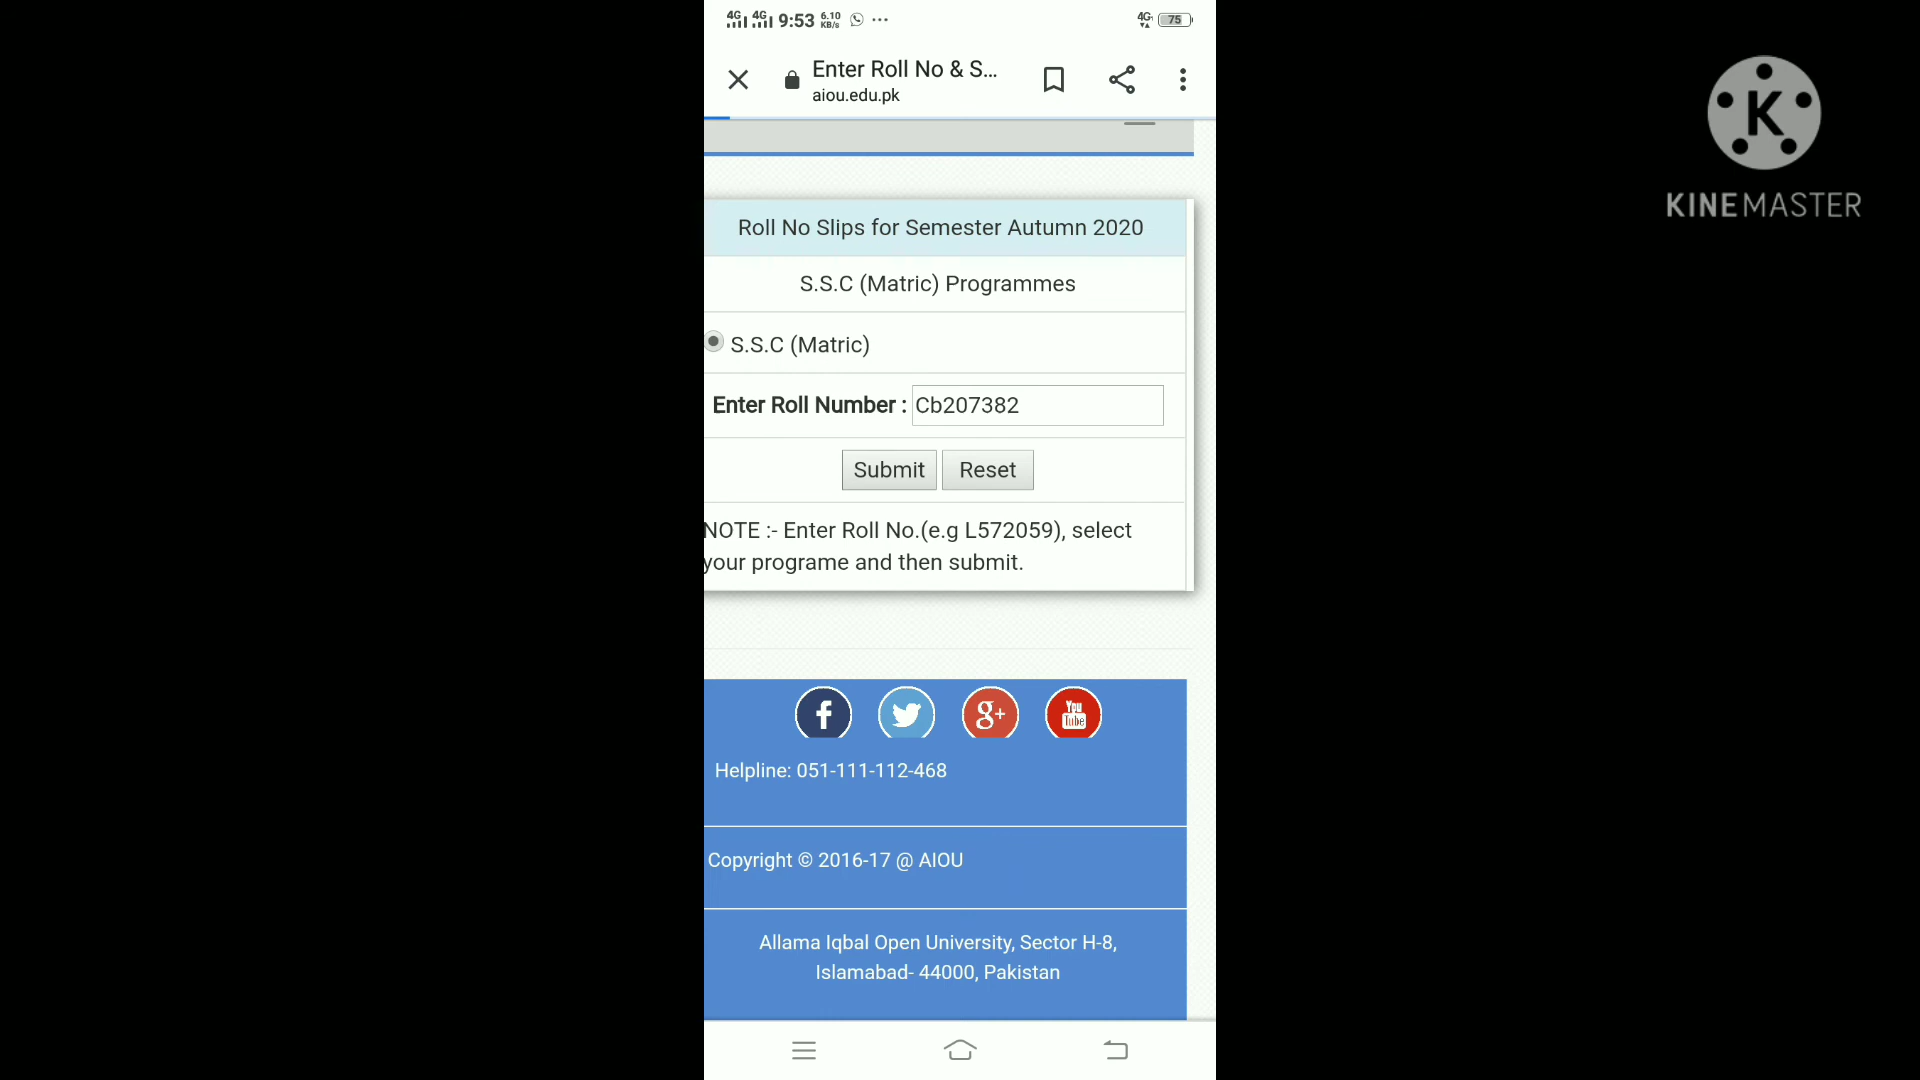 4G 4G 9:53 6.10 KB/s 4G 75
Enter Roll No & S...
aiou.edu.pk
K
KINEMASTER
Roll No Slips for Semester Autumn 2020
S.S.C (Matric) Programmes
S.S.C (Matric)
Enter Roll Number : Cb207382
Submit Reset
NOTE :- Enter Roll No.(e.g L572059), select
your programe and then submit.
f g+ You Tube
Helpline: 051-111-112-468
Copyright © 2016-17 @ AIOU
Allama Iqbal Open University, Sector H-8,
Islamabad- 44000, Pakistan